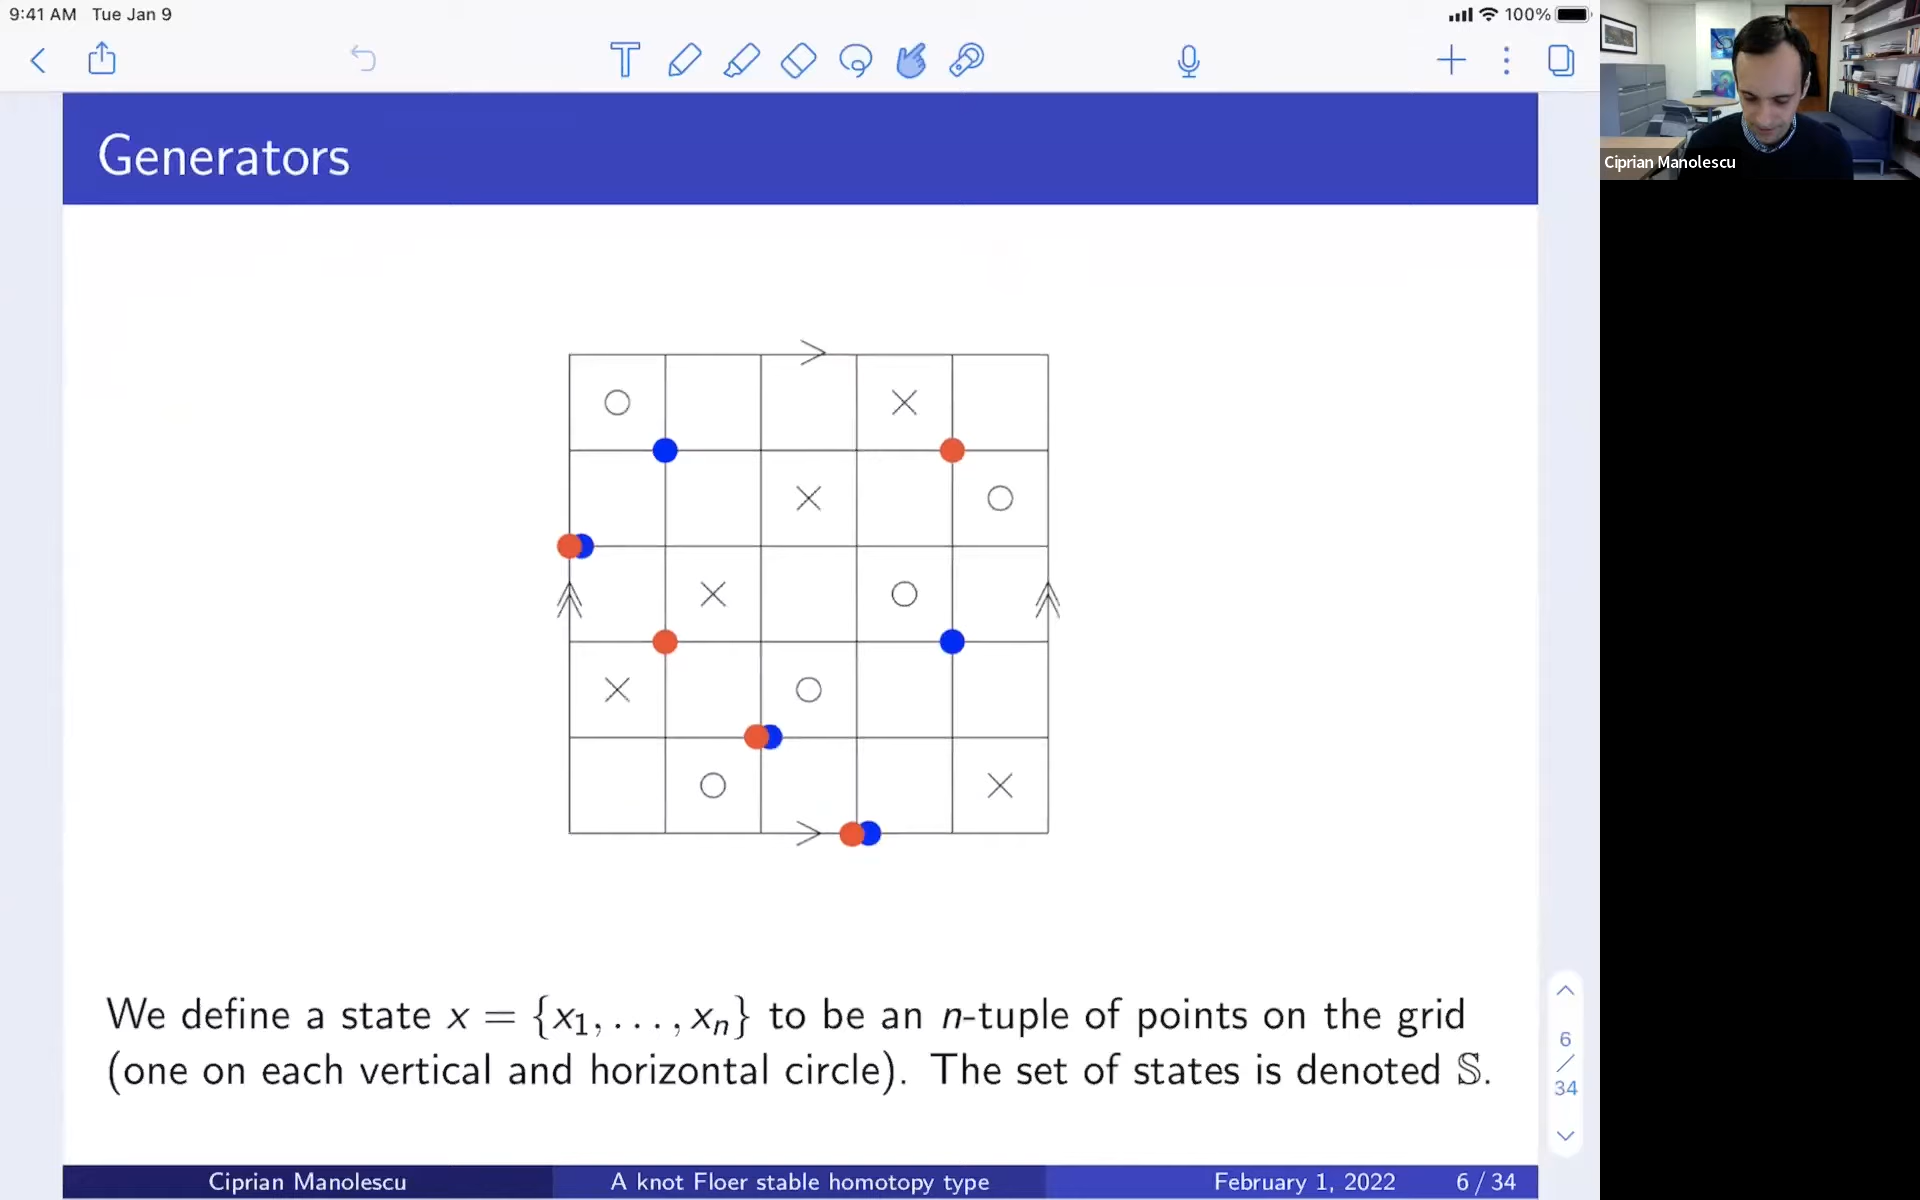 9:41 AM Tue Jan 9
100%
Ciprian Manolescu
Generators
We define a state x = {x₁, . . . , xₙ} to be an n-tuple of points on the grid
(one on each vertical and horizontal circle). The set of states is denoted 𝕊.
6
34
Ciprian Manolescu A knot Floer stable homotopy type February 1, 2022 6 / 34